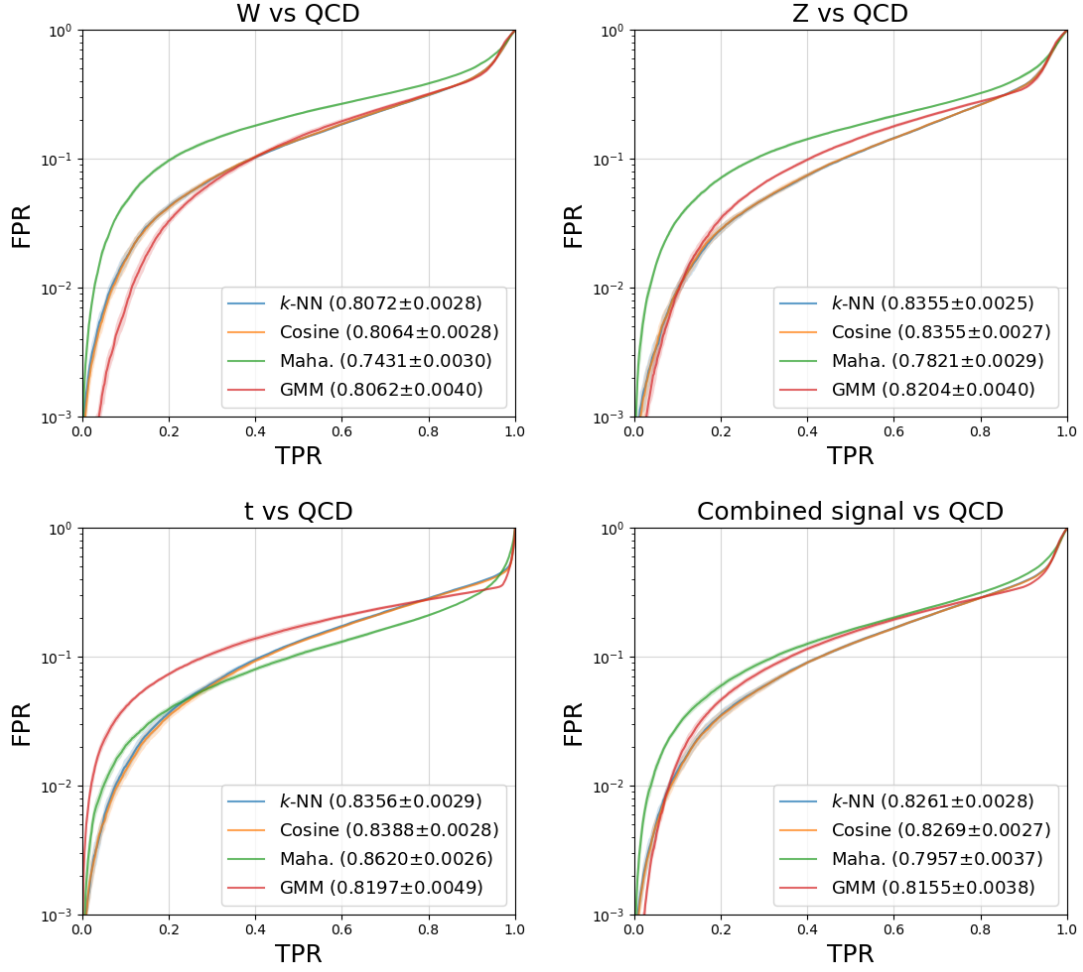 W vs QCD
10⁰
10⁻¹
10⁻²
10⁻³
FPR
k-NN (0.8072±0.0028)
Cosine (0.8064±0.0028)
Maha. (0.7431±0.0030)
GMM (0.8062±0.0040)
0.0 0.2 0.4 0.6 0.8 1.0
TPR
Z vs QCD
10⁰
10⁻¹
10⁻²
10⁻³
FPR
k-NN (0.8355±0.0025)
Cosine (0.8355±0.0027)
Maha. (0.7821±0.0029)
GMM (0.8204±0.0040)
0.0 0.2 0.4 0.6 0.8 1.0
TPR
t vs QCD
10⁰
10⁻¹
10⁻²
10⁻³
FPR
k-NN (0.8356±0.0029)
Cosine (0.8388±0.0028)
Maha. (0.8620±0.0026)
GMM (0.8197±0.0049)
0.0 0.2 0.4 0.6 0.8 1.0
TPR
Combined signal vs QCD
10⁰
10⁻¹
10⁻²
10⁻³
FPR
k-NN (0.8261±0.0028)
Cosine (0.8269±0.0027)
Maha. (0.7957±0.0037)
GMM (0.8155±0.0038)
0.0 0.2 0.4 0.6 0.8 1.0
TPR